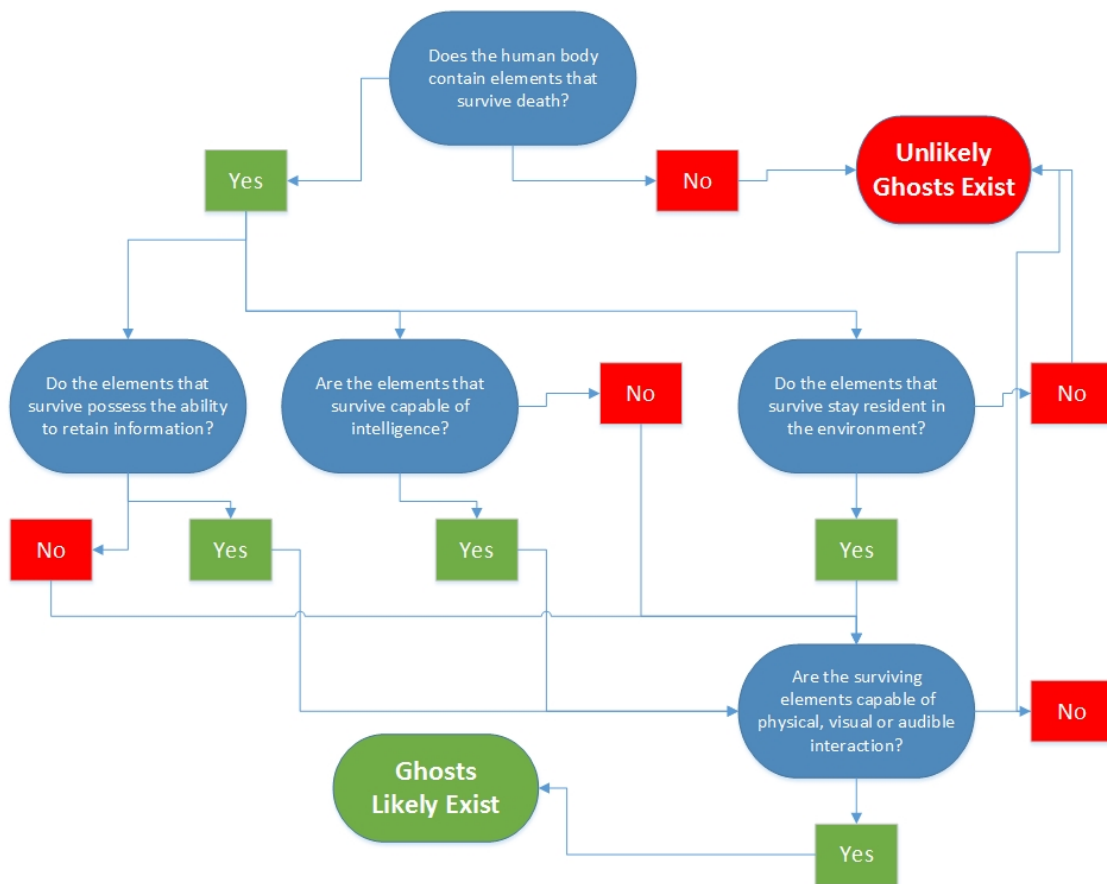 Does the human body
contain elements that
survive death?
Yes
No
Unlikely
Ghosts Exist
Do the elements that
survive possess the ability
to retain information?
Are the elements that
survive capable of
intelligence?
No
Do the elements that
survive stay resident in
the environment?
No
No
Yes
Yes
Yes
Are the surviving
elements capable of
physical, visual or audible
interaction?
No
Ghosts
Likely Exist
Yes